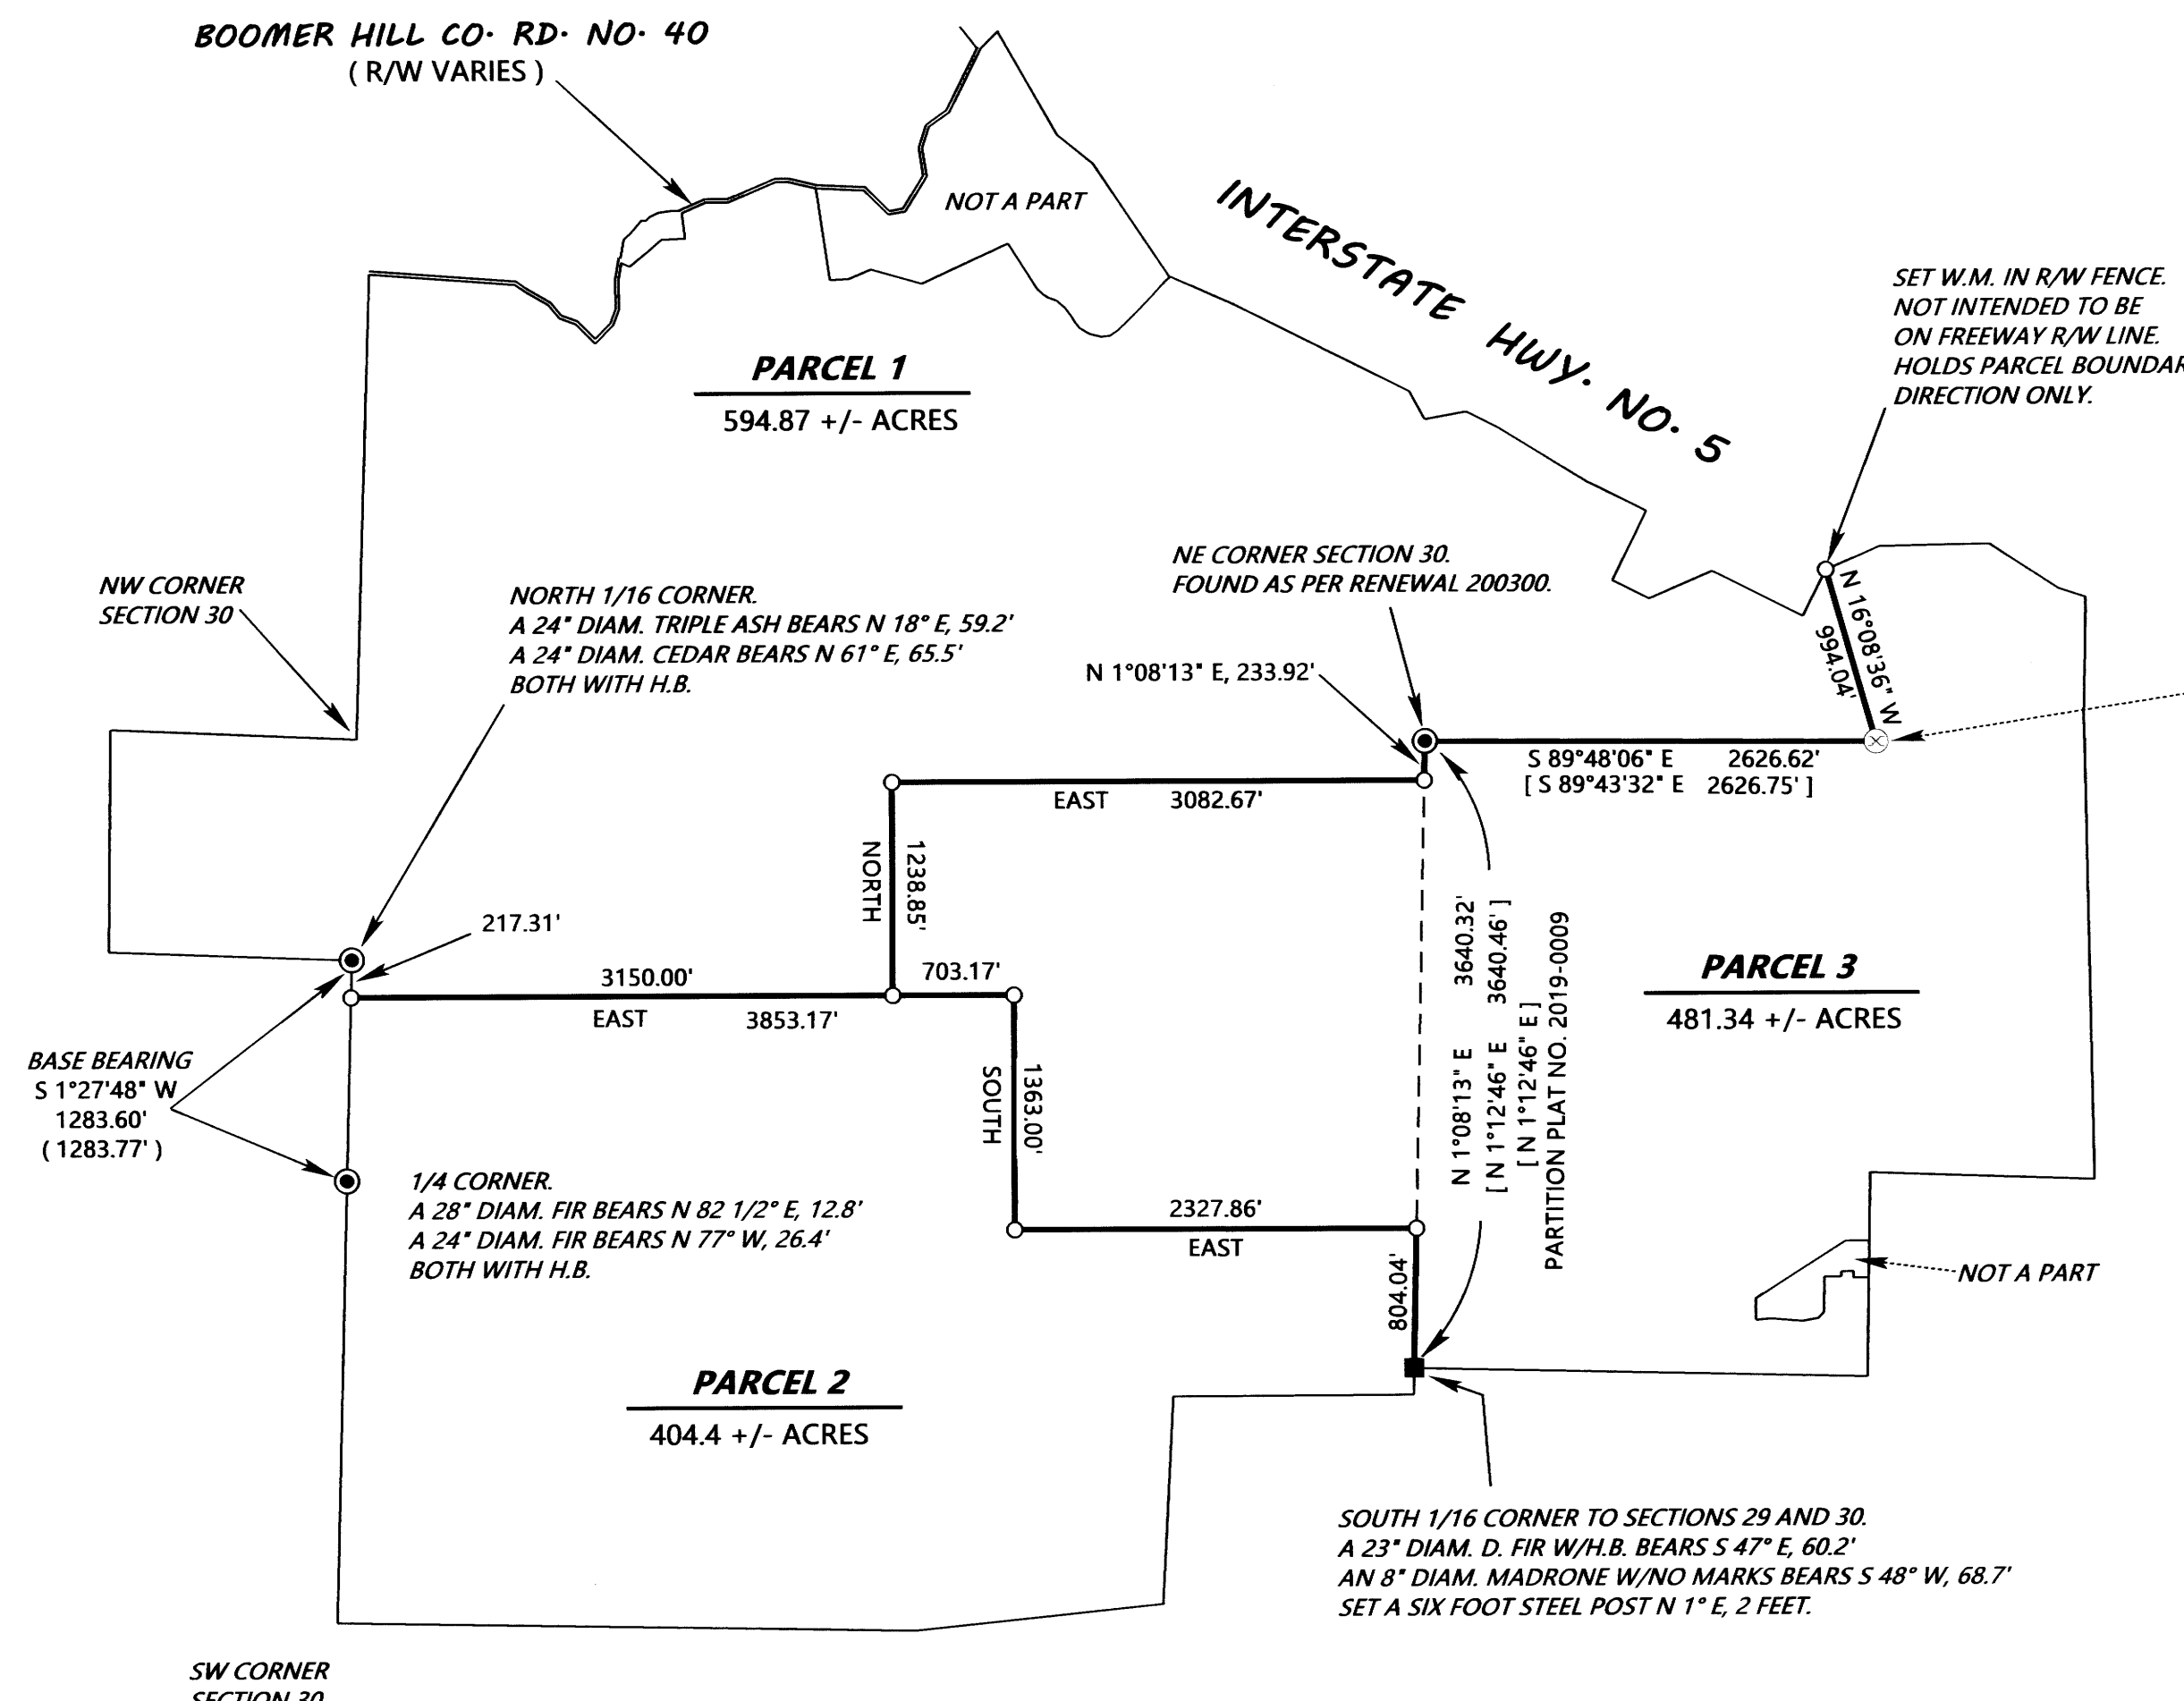 BOOMER HILL CO. RD. NO. 40
( R/W VARIES )
NOT A PART
INTERSTATE HWY. NO. 5
SET W.M. IN R/W FENCE.
NOT INTENDED TO BE
ON FREEWAY R/W LINE.
HOLDS PARCEL BOUNDAR
DIRECTION ONLY.
PARCEL 1
594.87 +/- ACRES
NW CORNER
SECTION 30
NORTH 1/16 CORNER.
A 24" DIAM. TRIPLE ASH BEARS N 18° E, 59.2'
A 24" DIAM. CEDAR BEARS N 61° E, 65.5'
BOTH WITH H.B.
NE CORNER SECTION 30.
FOUND AS PER RENEWAL 200300.
N 1°08'13" E, 233.92'
N 16°08'36" W
994.04'
S 89°48'06" E 2626.62'
[ S 89°43'32" E 2626.75' ]
EAST 3082.67'
NORTH
1238.85'
217.31'
3150.00'
703.17'
EAST 3853.17'
N 1°08'13" E 3640.32'
[ N 1°12'46" E 3640.46' ]
[ N 1°12'46" E ]
PARTITION PLAT NO. 2019-0009
PARCEL 3
481.34 +/- ACRES
BASE BEARING
S 1°27'48" W
1283.60'
( 1283.77' )
SOUTH
1363.00'
1/4 CORNER.
A 28" DIAM. FIR BEARS N 82 1/2° E, 12.8'
A 24" DIAM. FIR BEARS N 77° W, 26.4'
BOTH WITH H.B.
2327.86'
EAST
804.04'
NOT A PART
PARCEL 2
404.4 +/- ACRES
SOUTH 1/16 CORNER TO SECTIONS 29 AND 30.
A 23" DIAM. D. FIR W/H.B. BEARS S 47° E, 60.2'
AN 8" DIAM. MADRONE W/NO MARKS BEARS S 48° W, 68.7'
SET A SIX FOOT STEEL POST N 1° E, 2 FEET.
SW CORNER
SECTION 30